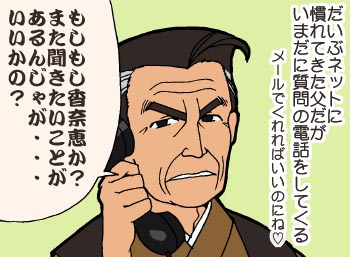 だいぶネットに
慣れてきた父だが
いまだに質問の電話をしてくる
メールでくれればいいのにね♡
もしもし香奈恵か?
また聞きたいことが
あるんじゃが・・・
いいかの?